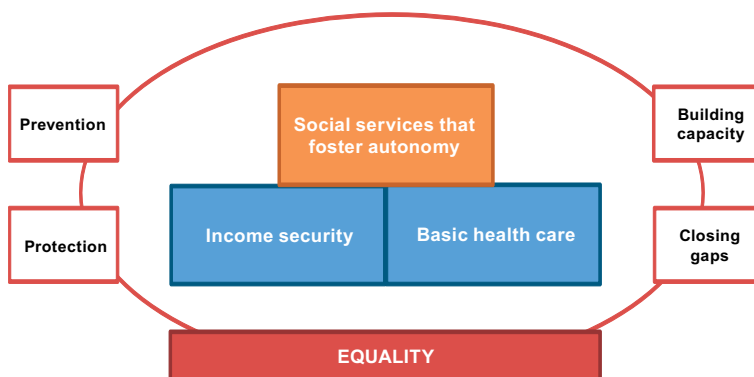 Prevention
Social services that
foster autonomy
Building
capacity
Protection
Income security
Basic health care
Closing
gaps
EQUALITY